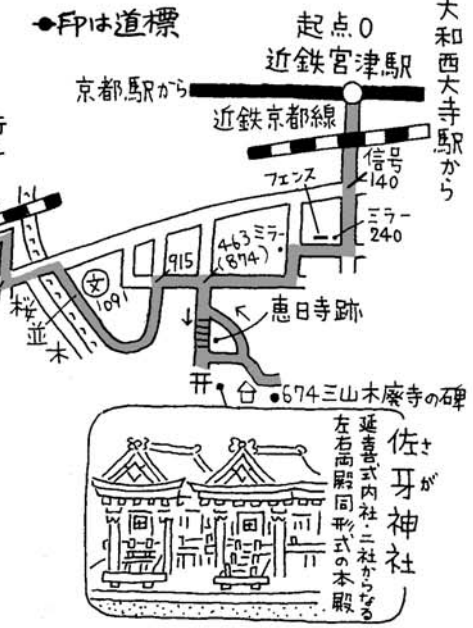 ●印は道標
起点0
近鉄宮津駅
大和西大寺駅から
京都駅から
近鉄京都線
信号
140
フェンス
ミラー
240
463ミラー
(874)
915
文
1091
桜並木
恵日寺跡
●674三山木廃寺の碑
佐牙神社
さが
延喜式内社・二社からなる
左右両殿同形式の本殿